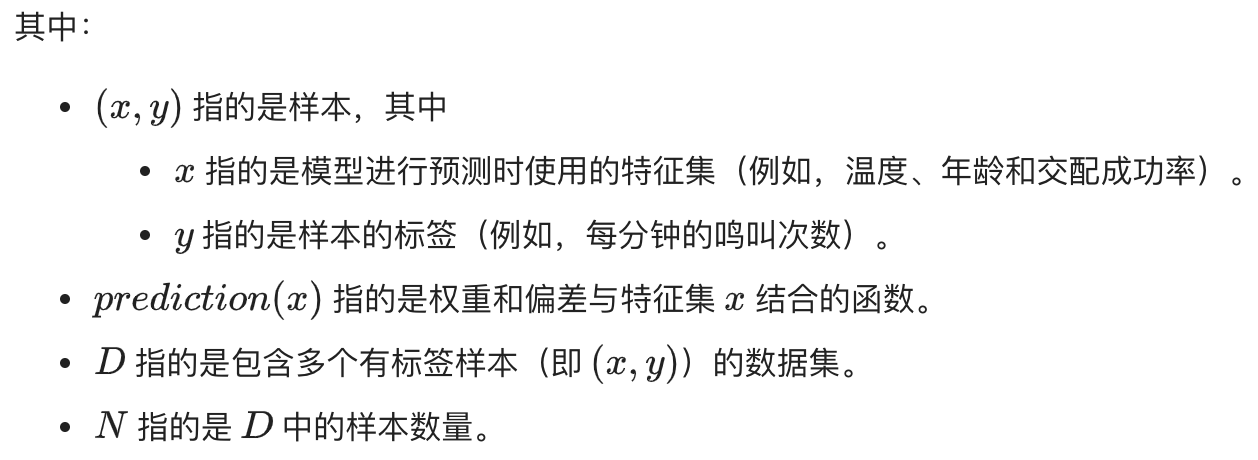 其中：
• (x, y) 指的是样本，其中
• x 指的是模型进行预测时使用的特征集（例如，温度、年龄和交配成功率）。
• y 指的是样本的标签（例如，每分钟的鸣叫次数）。
• prediction(x) 指的是权重和偏差与特征集 x 结合的函数。
• D 指的是包含多个有标签样本（即 (x, y)）的数据集。
• N 指的是 D 中的样本数量。